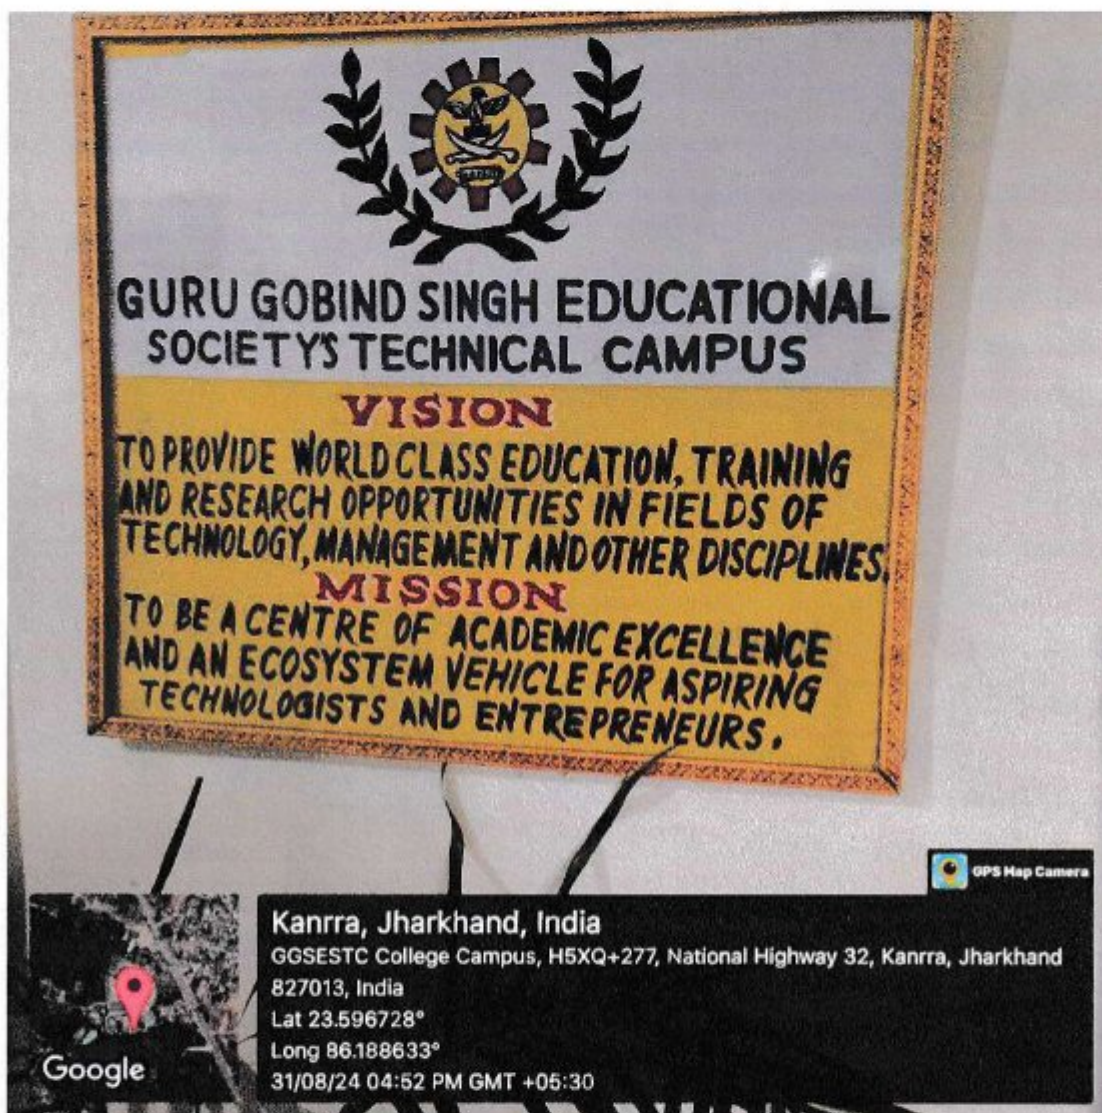 GURU GOBIND SINGH EDUCATIONAL
SOCIETY'S TECHNICAL CAMPUS
VISION
TO PROVIDE WORLD CLASS EDUCATION, TRAINING
AND RESEARCH OPPORTUNITIES IN FIELDS OF
TECHNOLOGY, MANAGEMENT AND OTHER DISCIPLINES.
MISSION
TO BE A CENTRE OF ACADEMIC EXCELLENCE
AND AN ECOSYSTEM VEHICLE FOR ASPIRING
TECHNOLOGISTS AND ENTREPRENEURS.
GPS Map Camera
Kanrra, Jharkhand, India
GGSESTC College Campus, H5XQ+277, National Highway 32, Kanrra, Jharkhand
827013, India
Lat 23.596728°
Long 86.188633°
31/08/24 04:52 PM GMT +05:30
Google